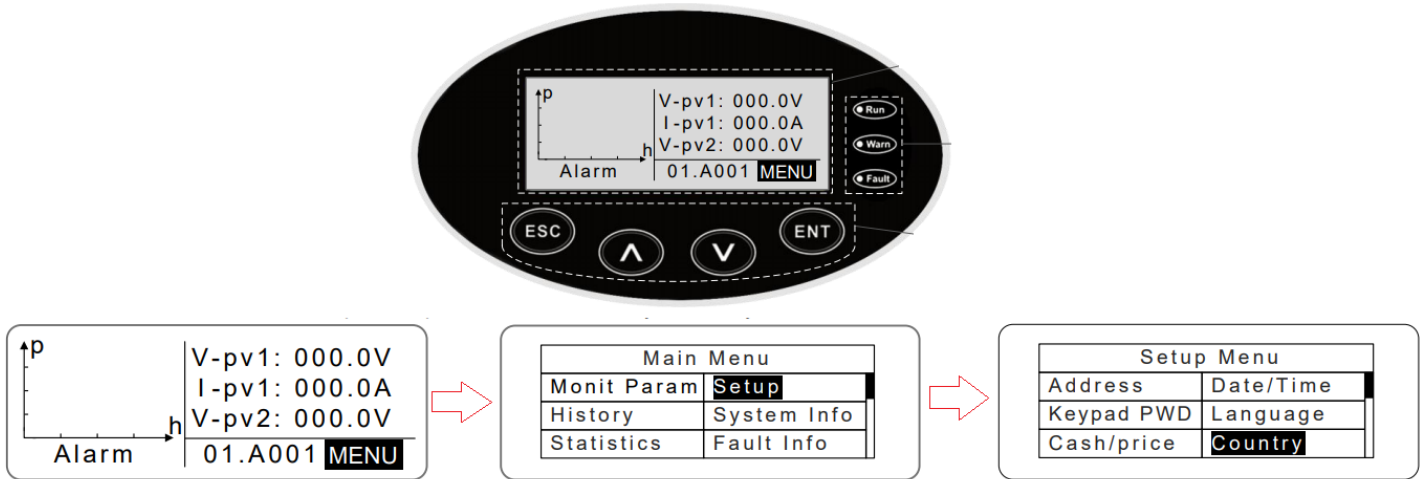 p
V-pv1: 000.0V
I-pv1: 000.0A
V-pv2: 000.0V
h
Alarm
01.A001 MENU
Run
Warn
Fault
ESC
ENT
p
V-pv1: 000.0V
I-pv1: 000.0A
V-pv2: 000.0V
h
Alarm
01.A001 MENU
Main Menu
Monit Param Setup
History System Info
Statistics Fault Info
Setup Menu
Address Date/Time
Keypad PWD Language
Cash/price Country